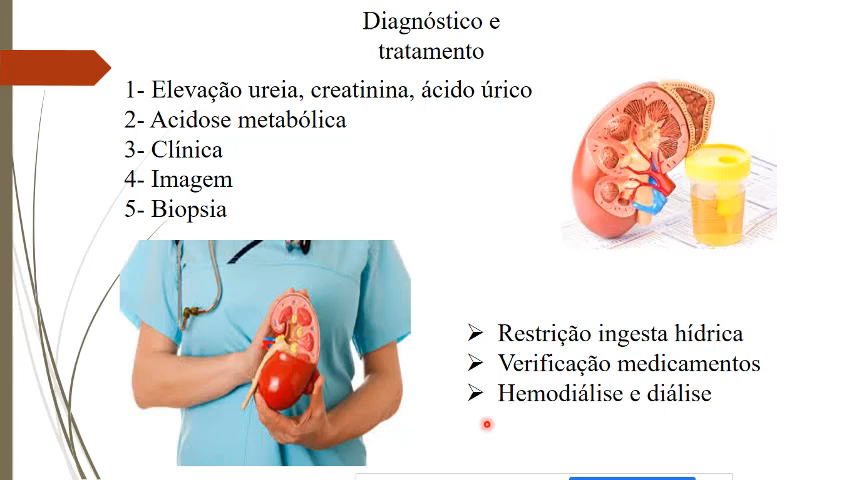 Diagnóstico e
tratamento
1- Elevação ureia, creatinina, ácido úrico
2- Acidose metabólica
3- Clínica
4- Imagem
5- Biopsia
➢ Restrição ingesta hídrica
➢ Verificação medicamentos
➢ Hemodiálise e diálise